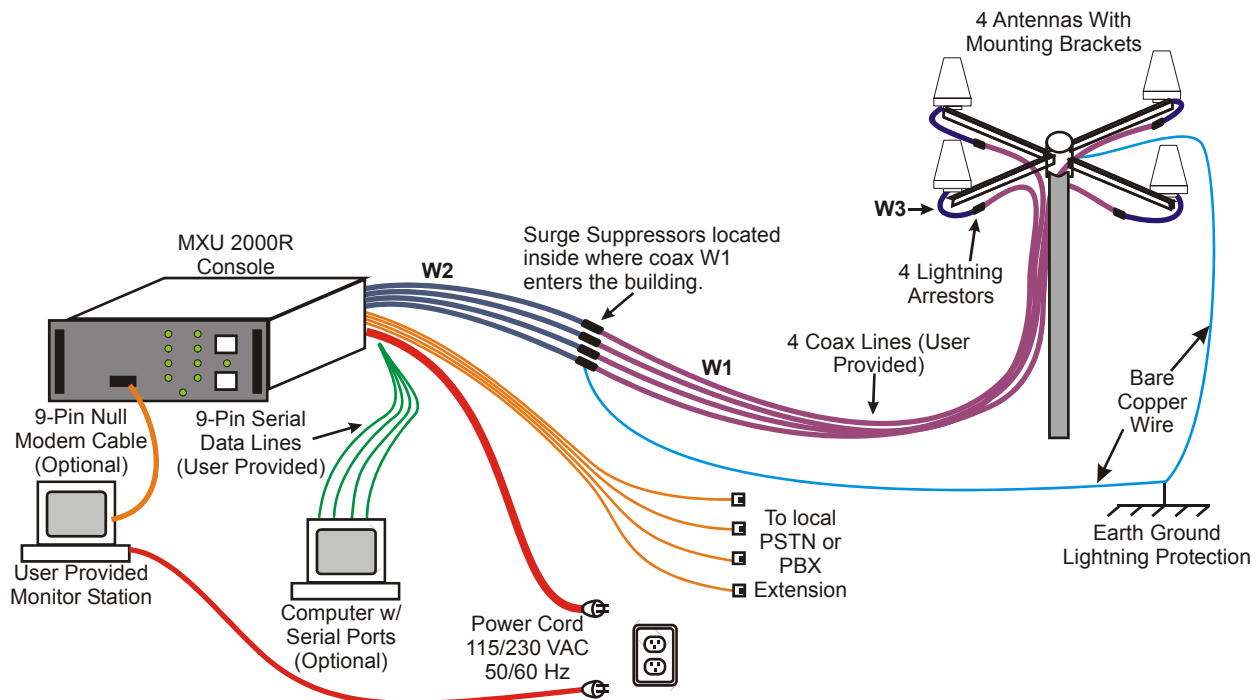 4 Antennas With
Mounting Brackets
W3
4 Lightning
Arrestors
MXU 2000R
Console
W2
Surge Suppressors located
inside where coax W1
enters the building.
W1
4 Coax Lines (User
Provided)
Bare
Copper
Wire
9-Pin Null
Modem Cable
(Optional)
9-Pin Serial
Data Lines
(User Provided)
To local
PSTN or
PBX
Extension
Earth Ground
Lightning Protection
User Provided
Monitor Station
Computer w/
Serial Ports
(Optional)
Power Cord
115/230 VAC
50/60 Hz